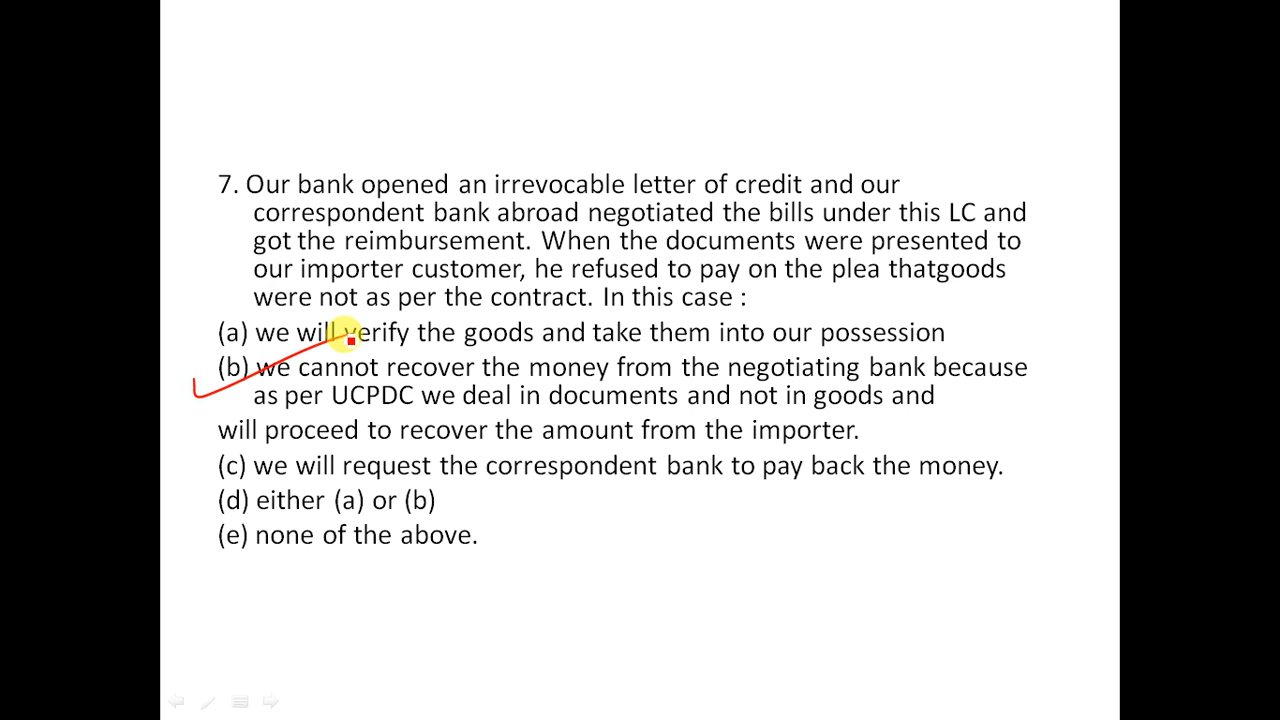 7. Our bank opened an irrevocable letter of credit and our
correspondent bank abroad negotiated the bills under this LC and
got the reimbursement. When the documents were presented to
our importer customer, he refused to pay on the plea thatgoods
were not as per the contract. In this case :
(a) we will verify the goods and take them into our possession
(b) we cannot recover the money from the negotiating bank because
as per UCPDC we deal in documents and not in goods and
will proceed to recover the amount from the importer.
(c) we will request the correspondent bank to pay back the money.
(d) either (a) or (b)
(e) none of the above.